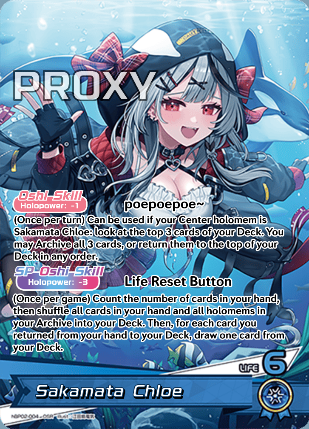 PROXY
Oshi Skill
Holopower: -1
poepoepoe~
(Once per turn) Can be used if your Center holomem is
Sakamata Chloe: look at the top 3 cards of your Deck. You
may Archive all 3 cards, or return them to the top of your
Deck in any order.
SP Oshi Skill
Holopower: -3
Life Reset Button
(Once per game) Count the number of cards in your hand,
then shuffle all cards in your hand and all holomems in
your Archive into your Deck. Then, for each card you
returned from your hand to your Deck, draw one card from
your Deck.
LIFE 6
Sakamata Chloe